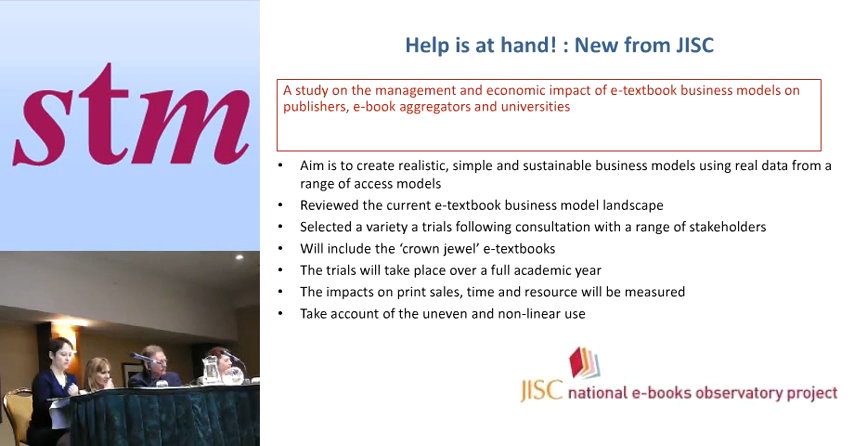 stm
Help is at hand! : New from JISC
A study on the management and economic impact of e-textbook business models on
publishers, e-book aggregators and universities
• Aim is to create realistic, simple and sustainable business models using real data from a
range of access models
• Reviewed the current e-textbook business model landscape
• Selected a variety a trials following consultation with a range of stakeholders
• Will include the ‘crown jewel’ e-textbooks
• The trials will take place over a full academic year
• The impacts on print sales, time and resource will be measured
• Take account of the uneven and non-linear use
JISC national e-books observatory project